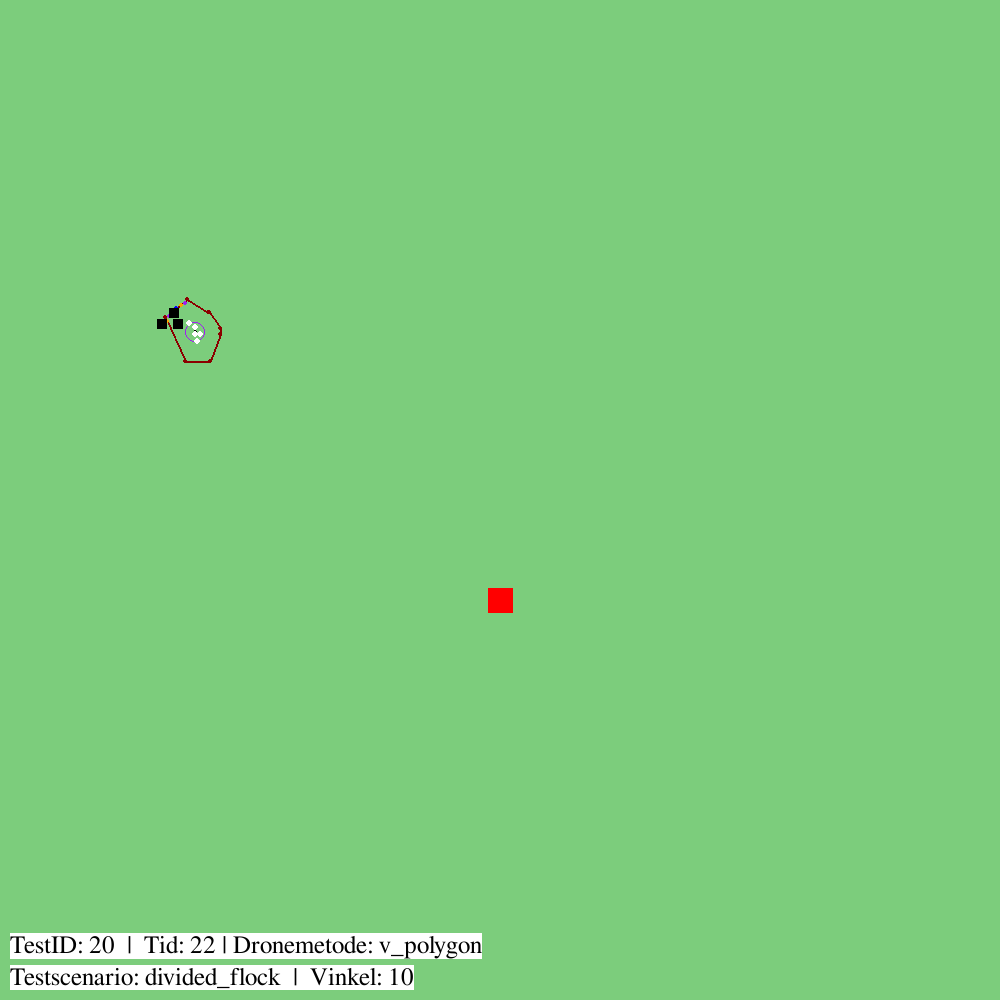 TestID: 20 | Tid: 22 | Dronemetode: v_polygon
Testscenario: divided_flock | Vinkel: 10